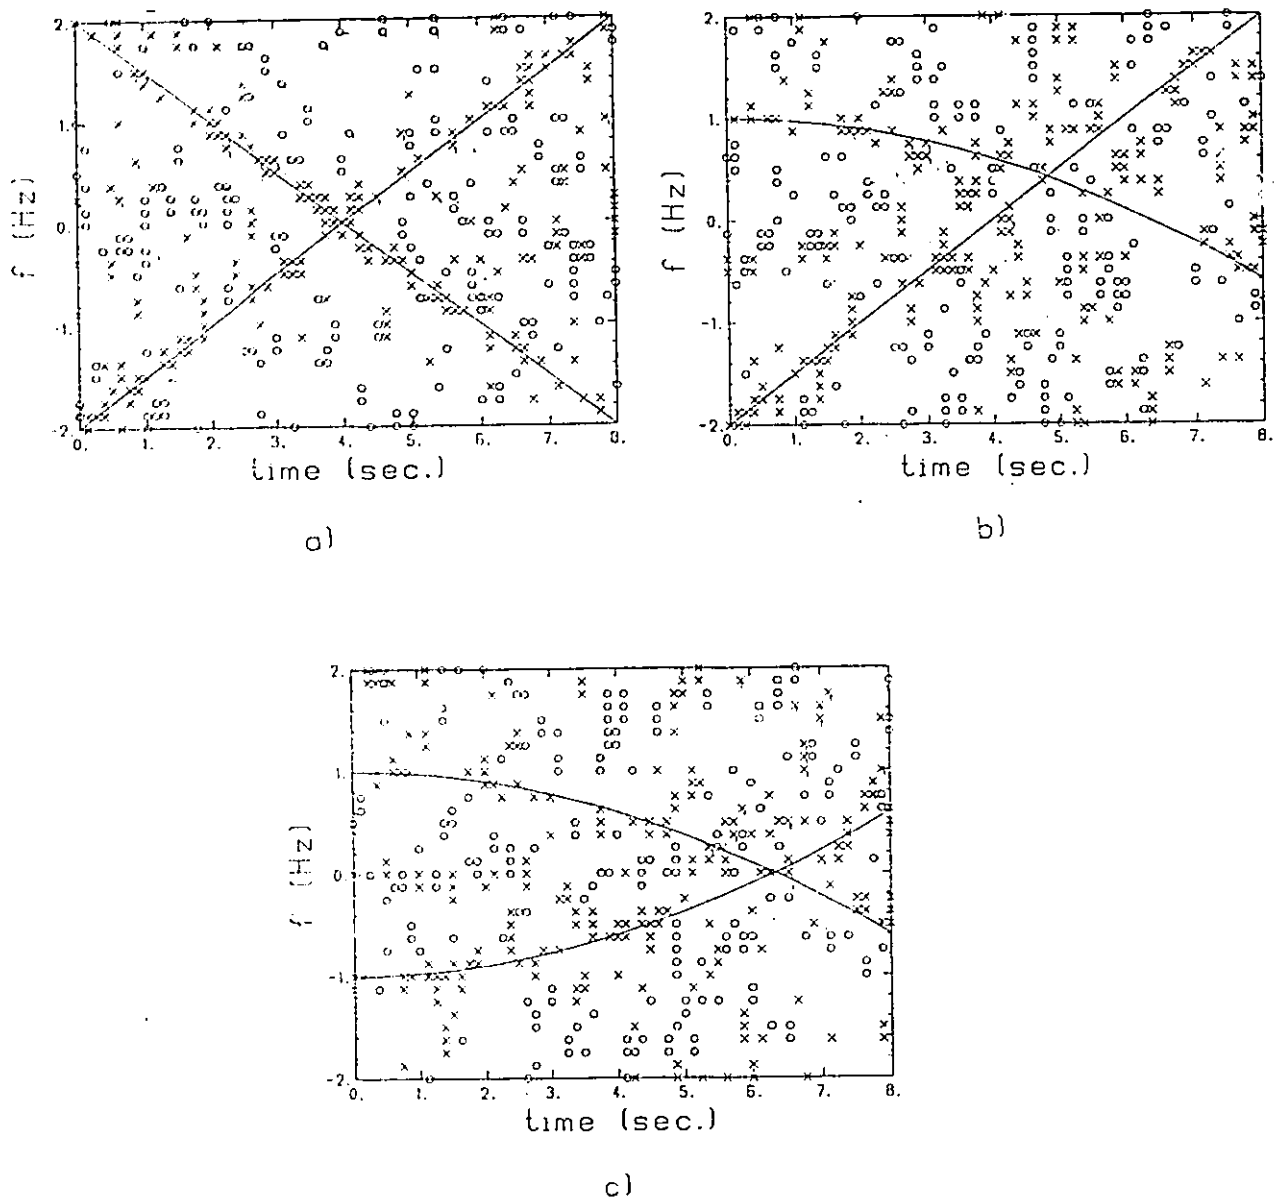 2.
1.
0.
-1.
-2.
f (Hz)
0. 1. 2. 3. 4. 5. 6. 7. 8.
time (sec.)
a)
2.
1.
0.
-1.
-2.
f (Hz)
0. 1. 2. 3. 4. 5. 6. 7. 8.
time (sec.)
b)
2.
1.
0.
-1.
-2.
f (Hz)
0. 1. 2. 3. 4. 5. 6. 7. 8.
time (sec.)
c)